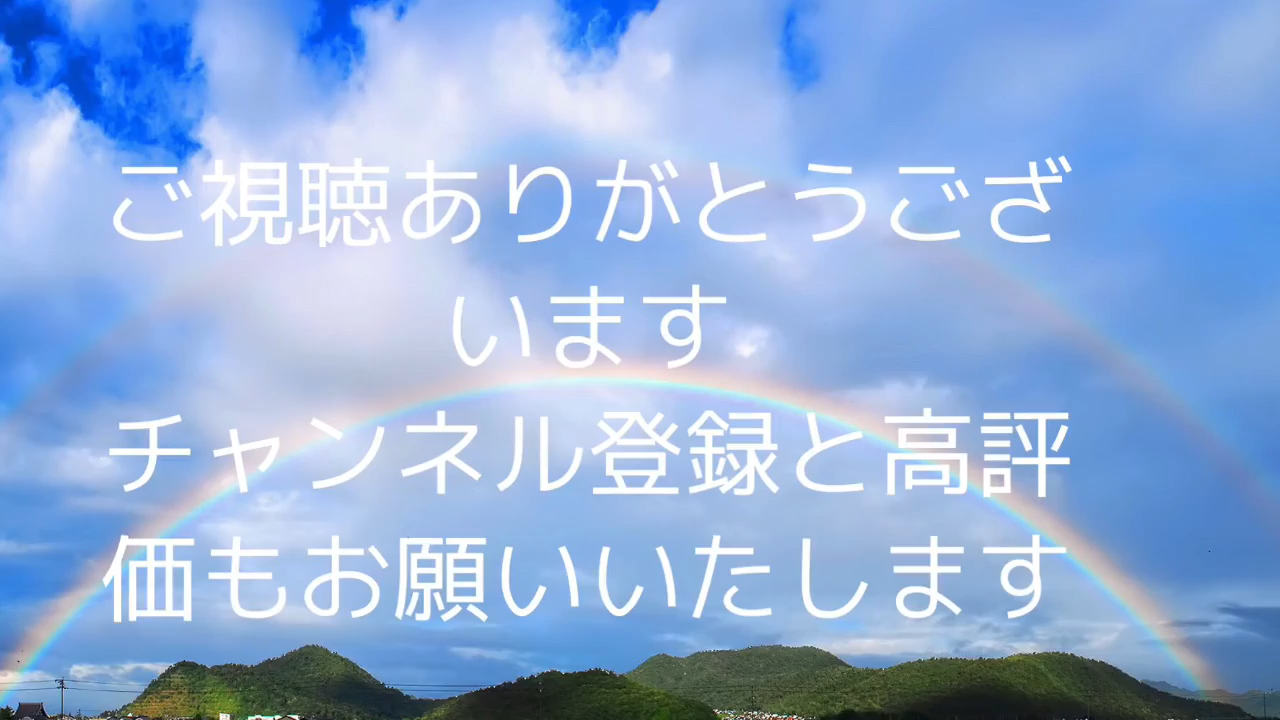 ご視聴ありがとうござ
います
チャンネル登録と高評
価もお願いいたします